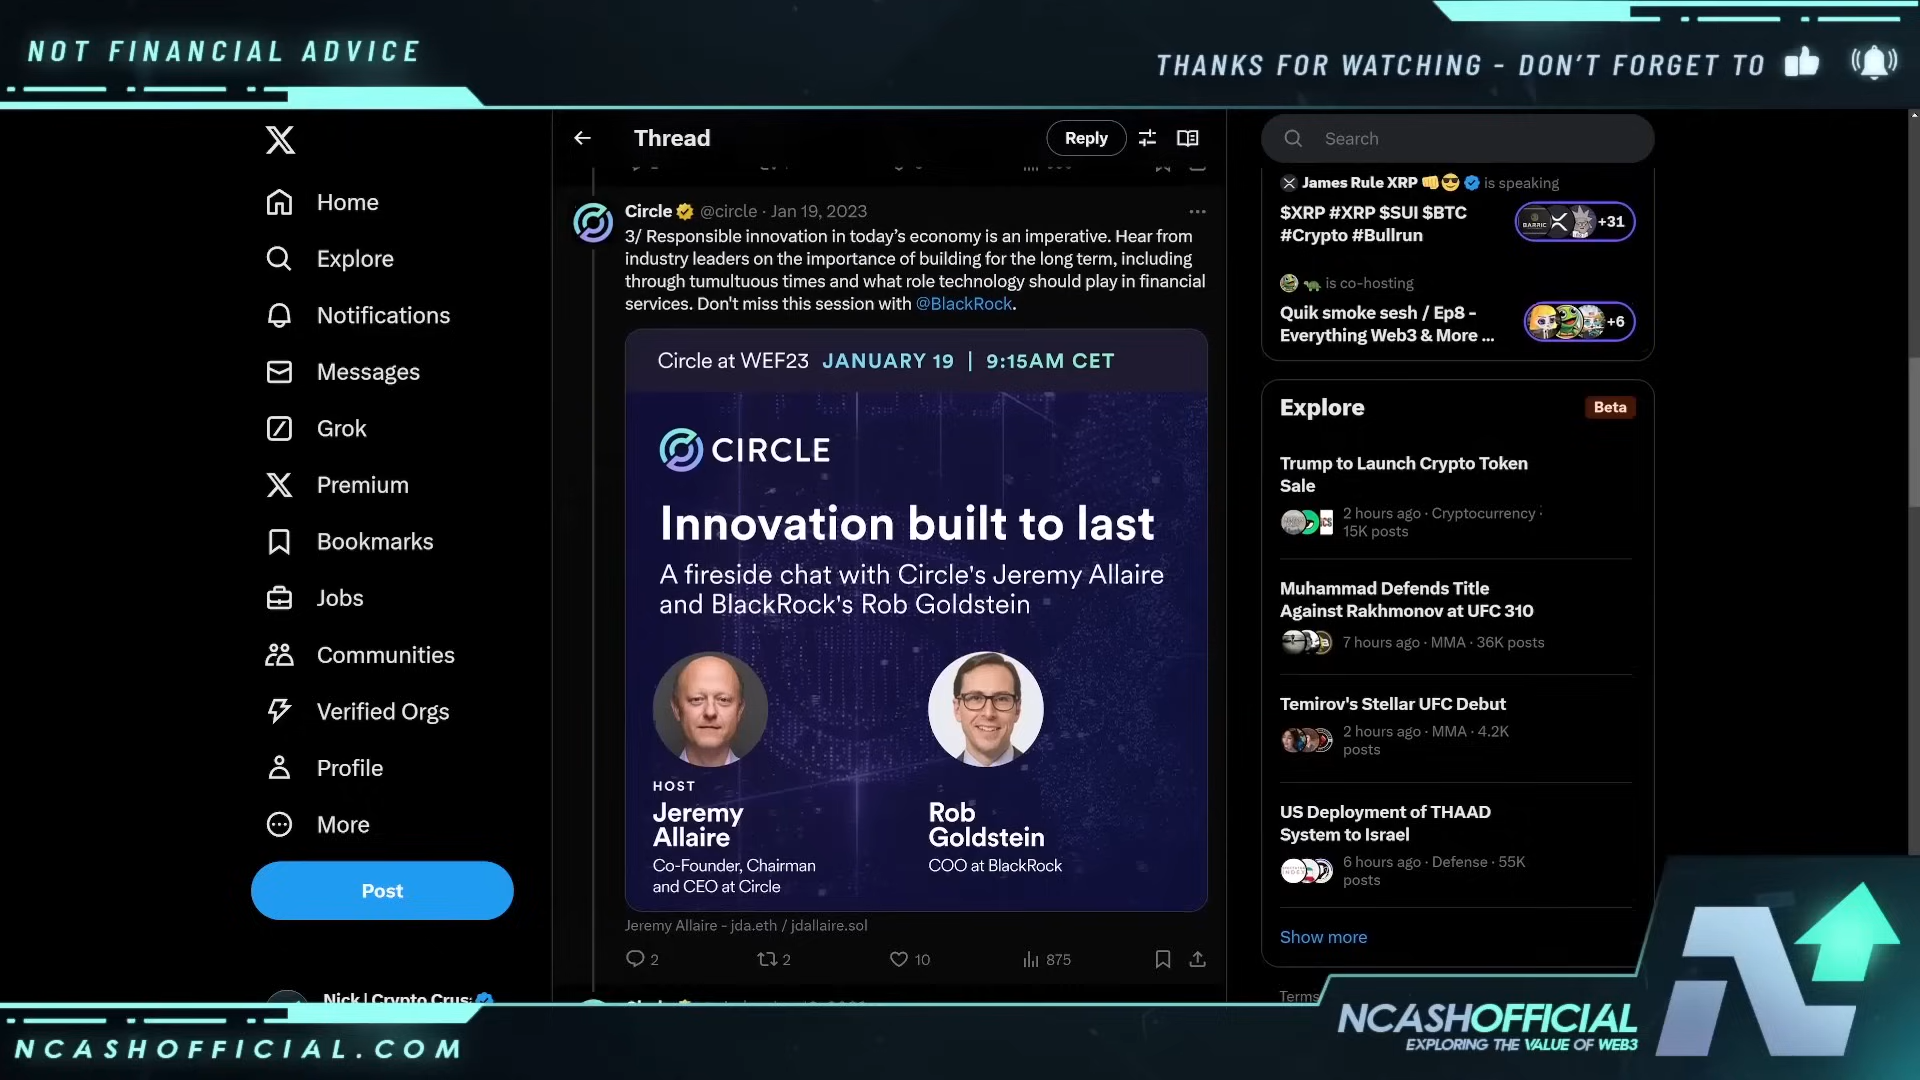 NOT FINANCIAL ADVICE
THANKS FOR WATCHING - DON'T FORGET TO
Home
Explore
Notifications
Messages
Grok
Premium
Bookmarks
Jobs
Communities
Verified Orgs
Profile
More
Post
Nick | Crypto Crus
Thread
Reply
Circle @circle · Jan 19, 2023
3/ Responsible innovation in today's economy is an imperative. Hear from
industry leaders on the importance of building for the long term, including
through tumultuous times and what role technology should play in financial
services. Don't miss this session with @BlackRock.
Circle at WEF23 JANUARY 19 | 9:15AM CET
CIRCLE
Innovation built to last
A fireside chat with Circle's Jeremy Allaire
and BlackRock's Rob Goldstein
HOST
Jeremy
Allaire
Co-Founder, Chairman
and CEO at Circle
Rob
Goldstein
COO at BlackRock
Jeremy Allaire - jda.eth / jdallaire.sol
2 2 10 875
Search
James Rule XRP is speaking
$XRP #XRP $SUI $BTC
#Crypto #Bullrun
+31
is co-hosting
Quik smoke sesh / Ep8 -
Everything Web3 & More ...
+6
Explore
Beta
Trump to Launch Crypto Token
Sale
2 hours ago · Cryptocurrency ·
15K posts
Muhammad Defends Title
Against Rakhmonov at UFC 310
7 hours ago · MMA · 36K posts
Temirov's Stellar UFC Debut
2 hours ago · MMA · 4.2K
posts
US Deployment of THAAD
System to Israel
6 hours ago · Defense · 55K
posts
Show more
Terms
NCASHOFFICIAL.COM
NCASHOFFICIAL
EXPLORING THE VALUE OF WEB3